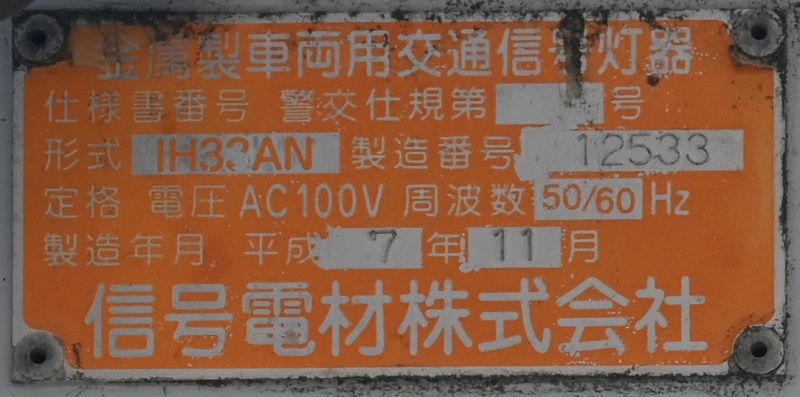 金属製車両用交通信号灯器
仕様書番号 警交仕規第 号
形式 IH33AN 製造番号 12533
定格 電圧 AC100V 周波数 50/60 Hz
製造年月 平成 7 年 11 月
信号電材株式会社